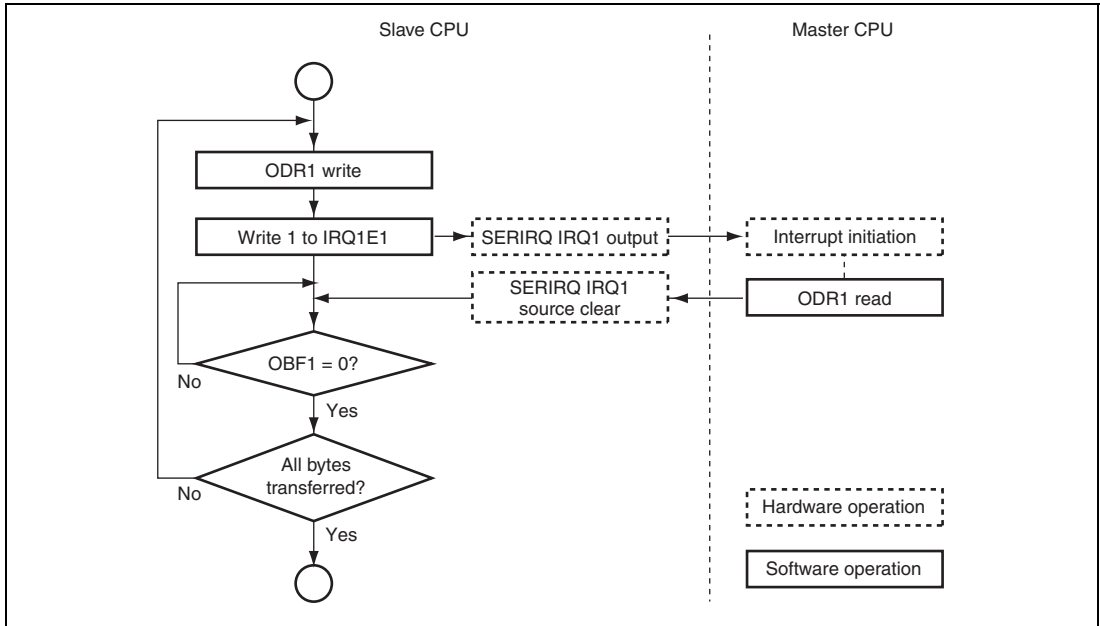 Slave CPU
Master CPU
ODR1 write
Write 1 to IRQ1E1
SERIRQ IRQ1 output
Interrupt initiation
SERIRQ IRQ1
source clear
ODR1 read
OBF1 = 0?
No
Yes
All bytes
transferred?
No
Yes
Hardware operation
Software operation